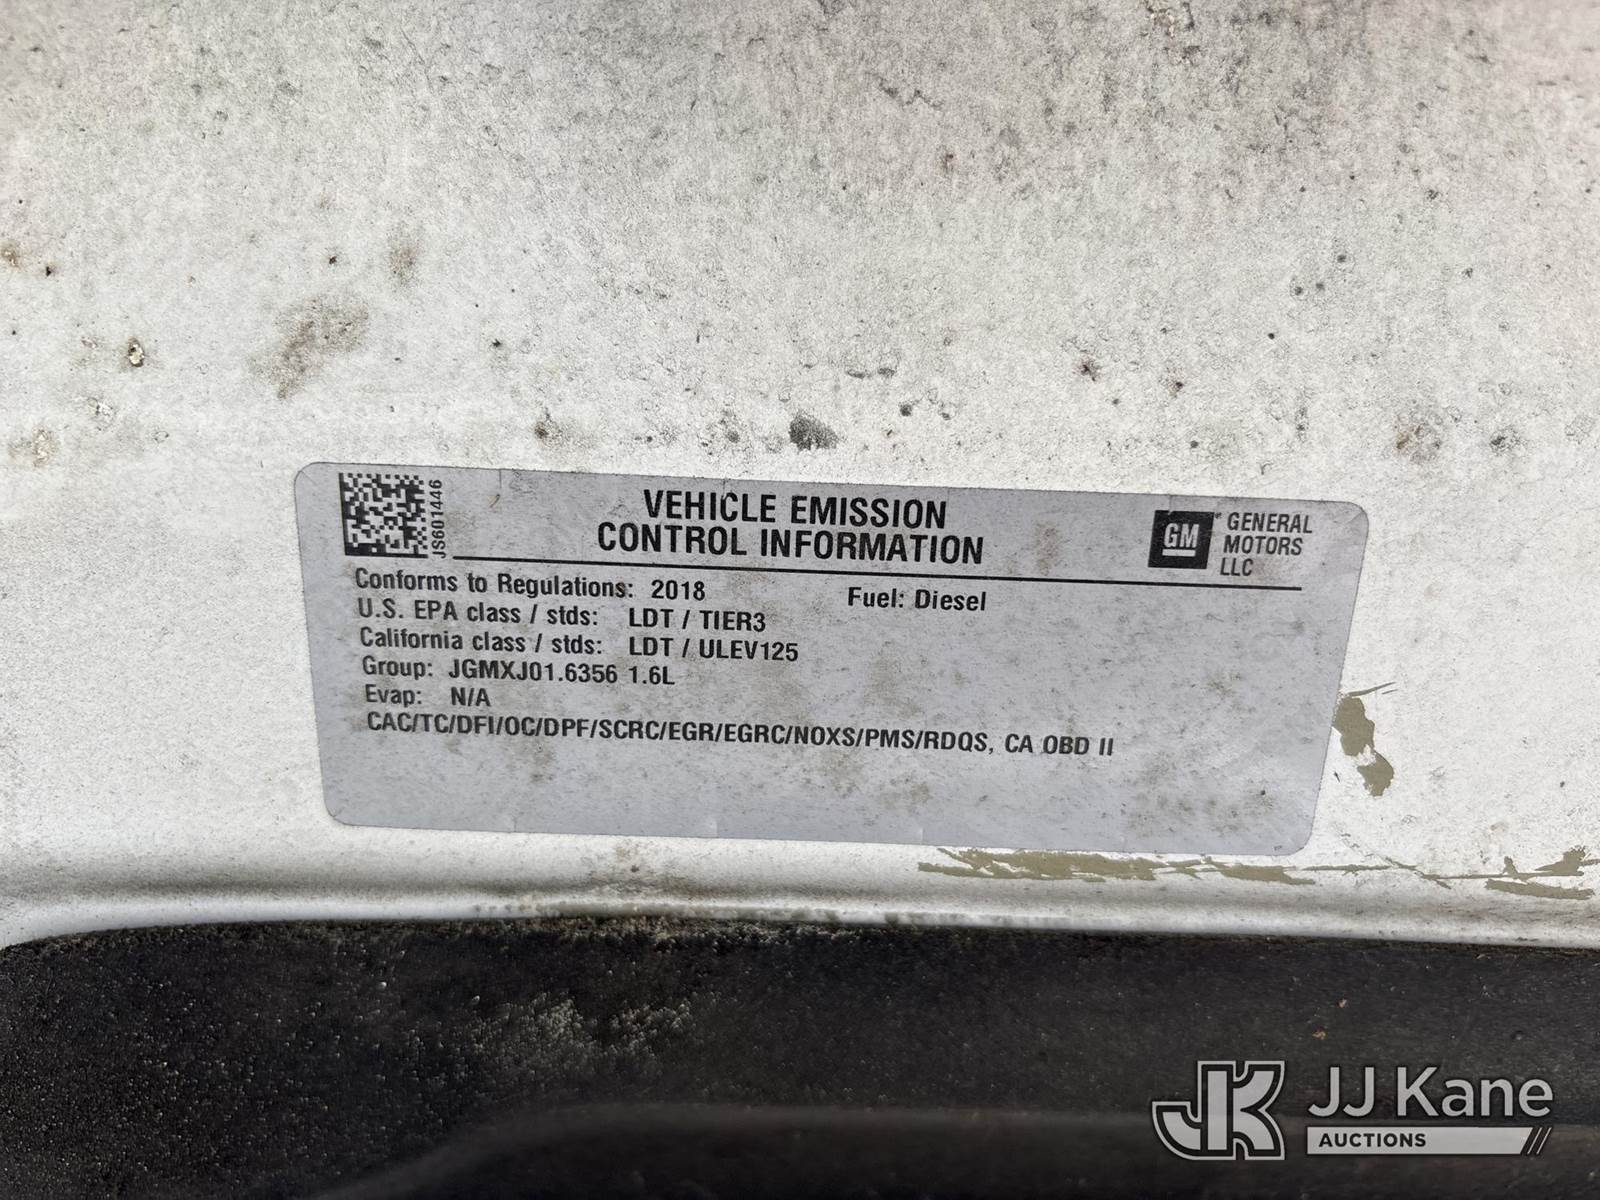 JS601446
VEHICLE EMISSION
CONTROL INFORMATION
GM
GENERAL
MOTORS
LLC
Conforms to Regulations: 2018 Fuel: Diesel
U.S. EPA class / stds: LDT / TIER3
California class / stds: LDT / ULEV125
Group: JGMXJ01.6356 1.6L
Evap: N/A
CAC/TC/DFI/OC/DPF/SCRC/EGR/EGRC/NOXS/PMS/RDQS, CA OBD II
JK JJ Kane
AUCTIONS